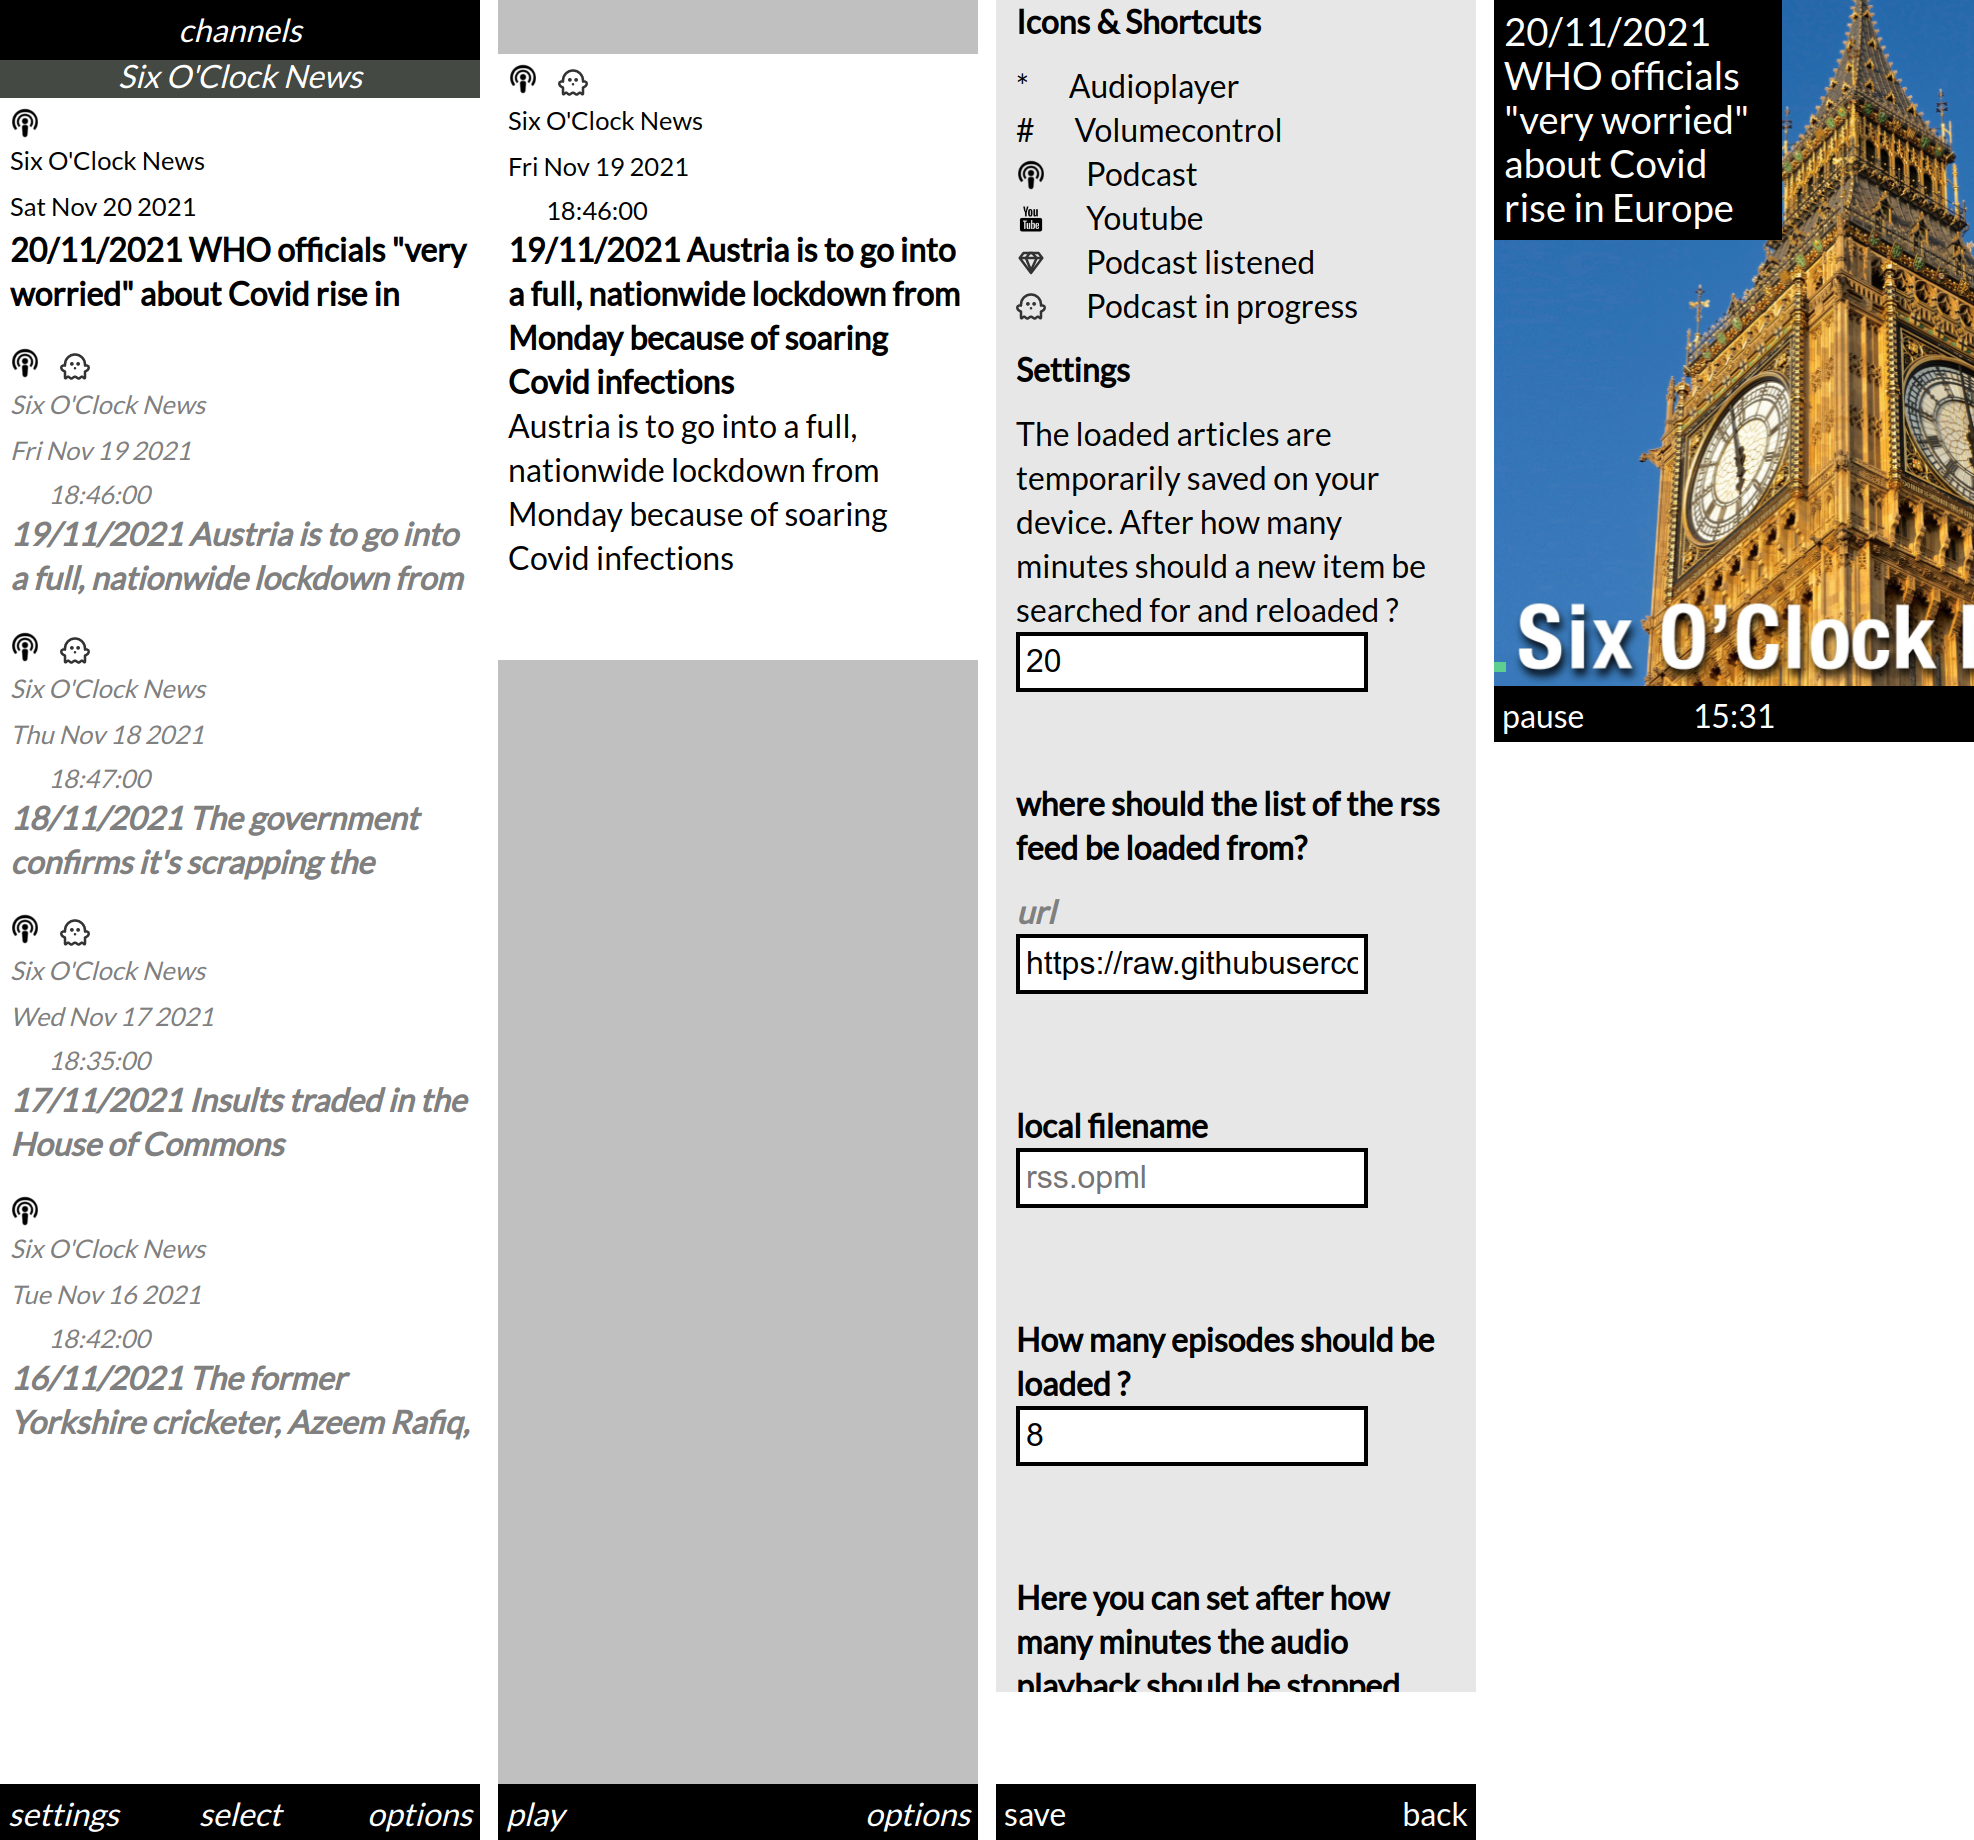 channels
Six O'Clock News
Six O'Clock News
Sat Nov 20 2021
20/11/2021 WHO officials "very
worried" about Covid rise in
Six O'Clock News
Fri Nov 19 2021
18:46:00
19/11/2021 Austria is to go into
a full, nationwide lockdown from
Six O'Clock News
Thu Nov 18 2021
18:47:00
18/11/2021 The government
confirms it's scrapping the
Six O'Clock News
Wed Nov 17 2021
18:35:00
17/11/2021 Insults traded in the
House of Commons
Six O'Clock News
Tue Nov 16 2021
18:42:00
16/11/2021 The former
Yorkshire cricketer, Azeem Rafiq,
settings select options
Six O'Clock News
Fri Nov 19 2021
18:46:00
19/11/2021 Austria is to go into
a full, nationwide lockdown from
Monday because of soaring
Covid infections
Austria is to go into a full,
nationwide lockdown from
Monday because of soaring
Covid infections
play options
Icons & Shortcuts
* Audioplayer
# Volumecontrol
Podcast
You Tube Youtube
Podcast listened
Podcast in progress
Settings
The loaded articles are
temporarily saved on your
device. After how many
minutes should a new item be
searched for and reloaded ?
20
where should the list of the rss
feed be loaded from?
url
https://raw.githubuserco
local filename
rss.opml
How many episodes should be
loaded ?
8
Here you can set after how
many minutes the audio
playback should be stopped
save back
20/11/2021
WHO officials
"very worried"
about Covid
rise in Europe
Six O'Clock
pause 15:31